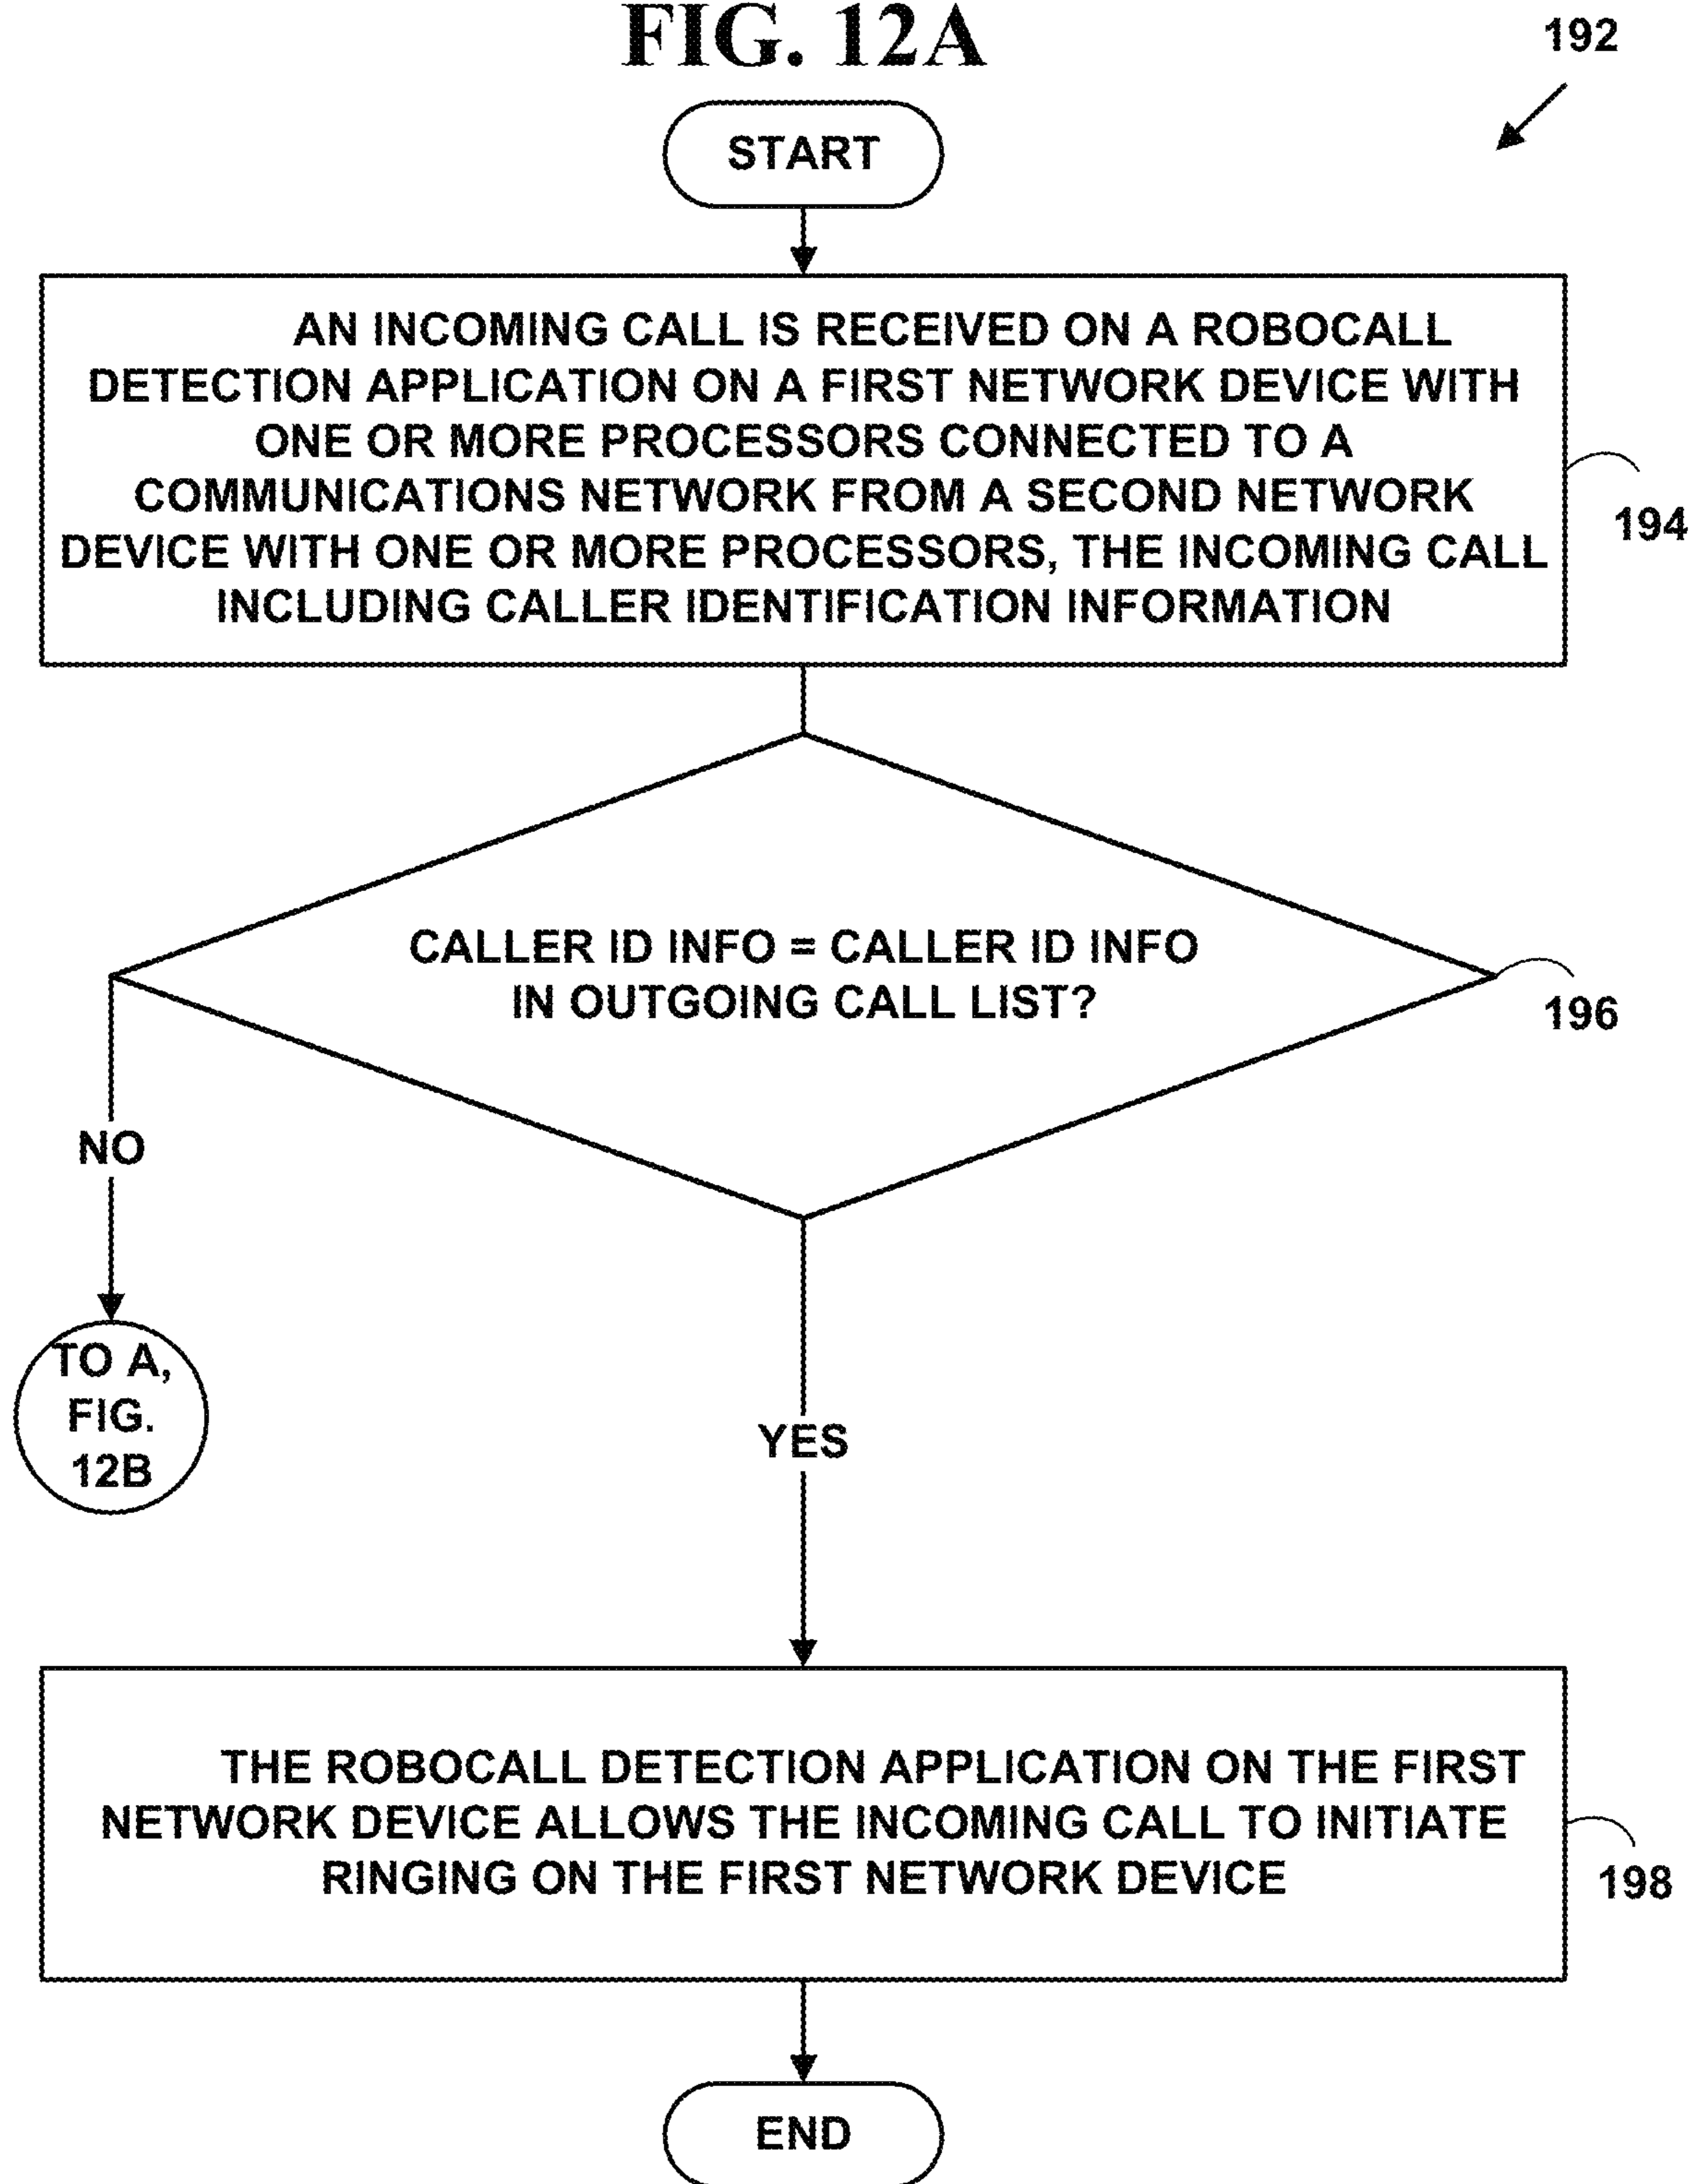 FIG. 12A
192
START
AN INCOMING CALL IS RECEIVED ON A ROBOCALL
DETECTION APPLICATION ON A FIRST NETWORK DEVICE WITH
ONE OR MORE PROCESSORS CONNECTED TO A
COMMUNICATIONS NETWORK FROM A SECOND NETWORK
DEVICE WITH ONE OR MORE PROCESSORS, THE INCOMING CALL
INCLUDING CALLER IDENTIFICATION INFORMATION
194
CALLER ID INFO = CALLER ID INFO
IN OUTGOING CALL LIST?
196
NO
TO A,
FIG.
12B
YES
THE ROBOCALL DETECTION APPLICATION ON THE FIRST
NETWORK DEVICE ALLOWS THE INCOMING CALL TO INITIATE
RINGING ON THE FIRST NETWORK DEVICE
198
END